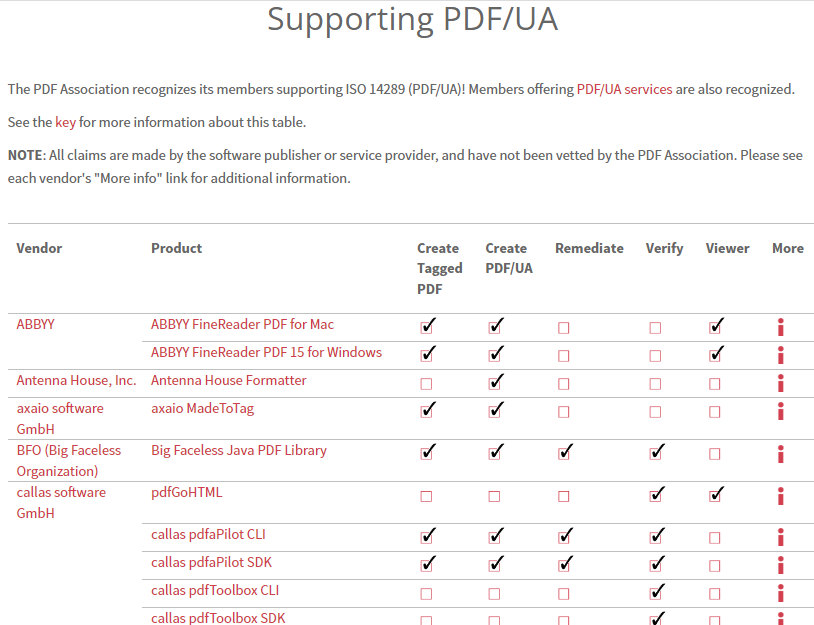 Supporting PDF/UA
The PDF Association recognizes its members supporting ISO 14289 (PDF/UA)! Members offering PDF/UA services are also recognized.
See the key for more information about this table.
NOTE: All claims are made by the software publisher or service provider, and have not been vetted by the PDF Association. Please see
each vendor's "More info" link for additional information.
Vendor Product Create Tagged PDF Create PDF/UA Remediate Verify Viewer More
ABBYY ABBYY FineReader PDF for Mac
ABBYY FineReader PDF 15 for Windows
Antenna House, Inc. Antenna House Formatter
axaio software GmbH axaio MadeToTag
BFO (Big Faceless Organization) Big Faceless Java PDF Library
callas software GmbH pdfGoHTML
callas pdfaPilot CLI
callas pdfaPilot SDK
callas pdfToolbox CLI
callas pdfToolbox SDK